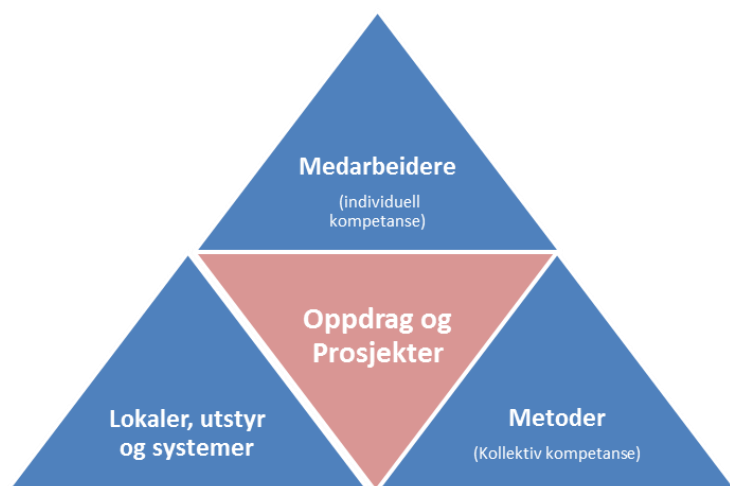 Medarbeidere
(individuell
kompetanse)
Oppdrag og
Prosjekter
Lokaler, utstyr
og systemer
Metoder
(Kollektiv kompetanse)